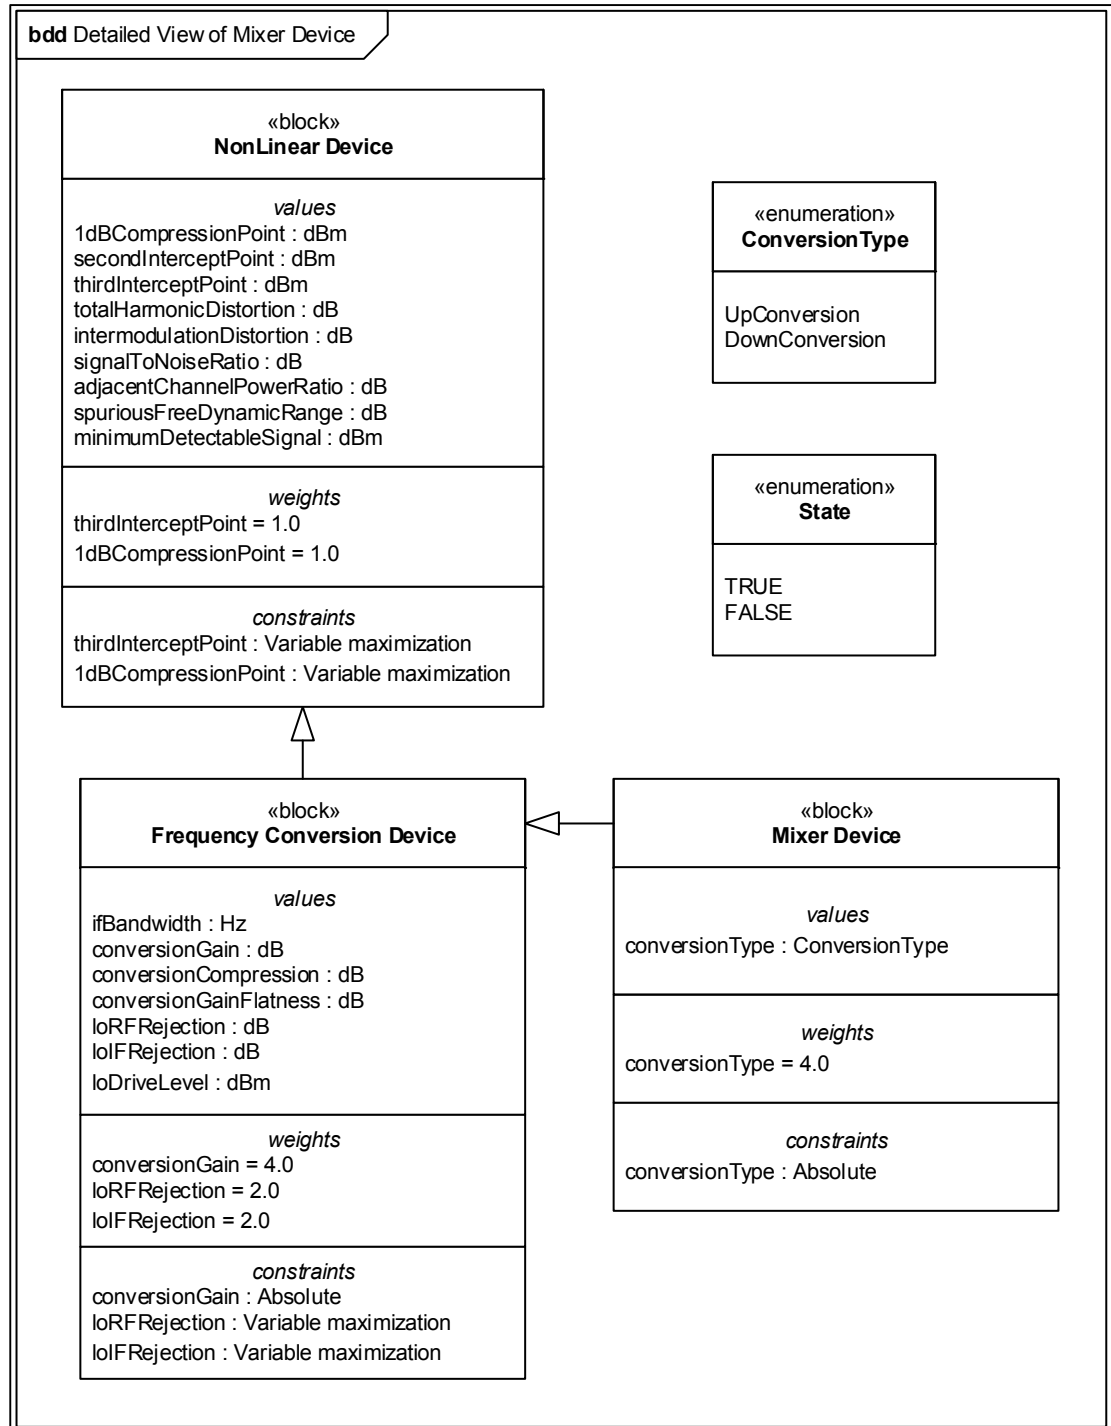 bdd Detailed View of Mixer Device
«block»
NonLinear Device
values
1dBCompressionPoint : dBm
secondInterceptPoint : dBm
thirdInterceptPoint : dBm
totalHarmonicDistortion : dB
intermodulationDistortion : dB
signalToNoiseRatio : dB
adjacentChannelPowerRatio : dB
spuriousFreeDynamicRange : dB
minimumDetectableSignal : dBm
weights
thirdInterceptPoint = 1.0
1dBCompressionPoint = 1.0
constraints
thirdInterceptPoint : Variable maximization
1dBCompressionPoint : Variable maximization
«enumeration»
ConversionType
UpConversion
DownConversion
«enumeration»
State
TRUE
FALSE
«block»
Frequency Conversion Device
values
ifBandwidth : Hz
conversionGain : dB
conversionCompression : dB
conversionGainFlatness : dB
loRFRejection : dB
loIFRejection : dB
loDriveLevel : dBm
weights
conversionGain = 4.0
loRFRejection = 2.0
loIFRejection = 2.0
constraints
conversionGain : Absolute
loRFRejection : Variable maximization
loIFRejection : Variable maximization
«block»
Mixer Device
values
conversionType : ConversionType
weights
conversionType = 4.0
constraints
conversionType : Absolute